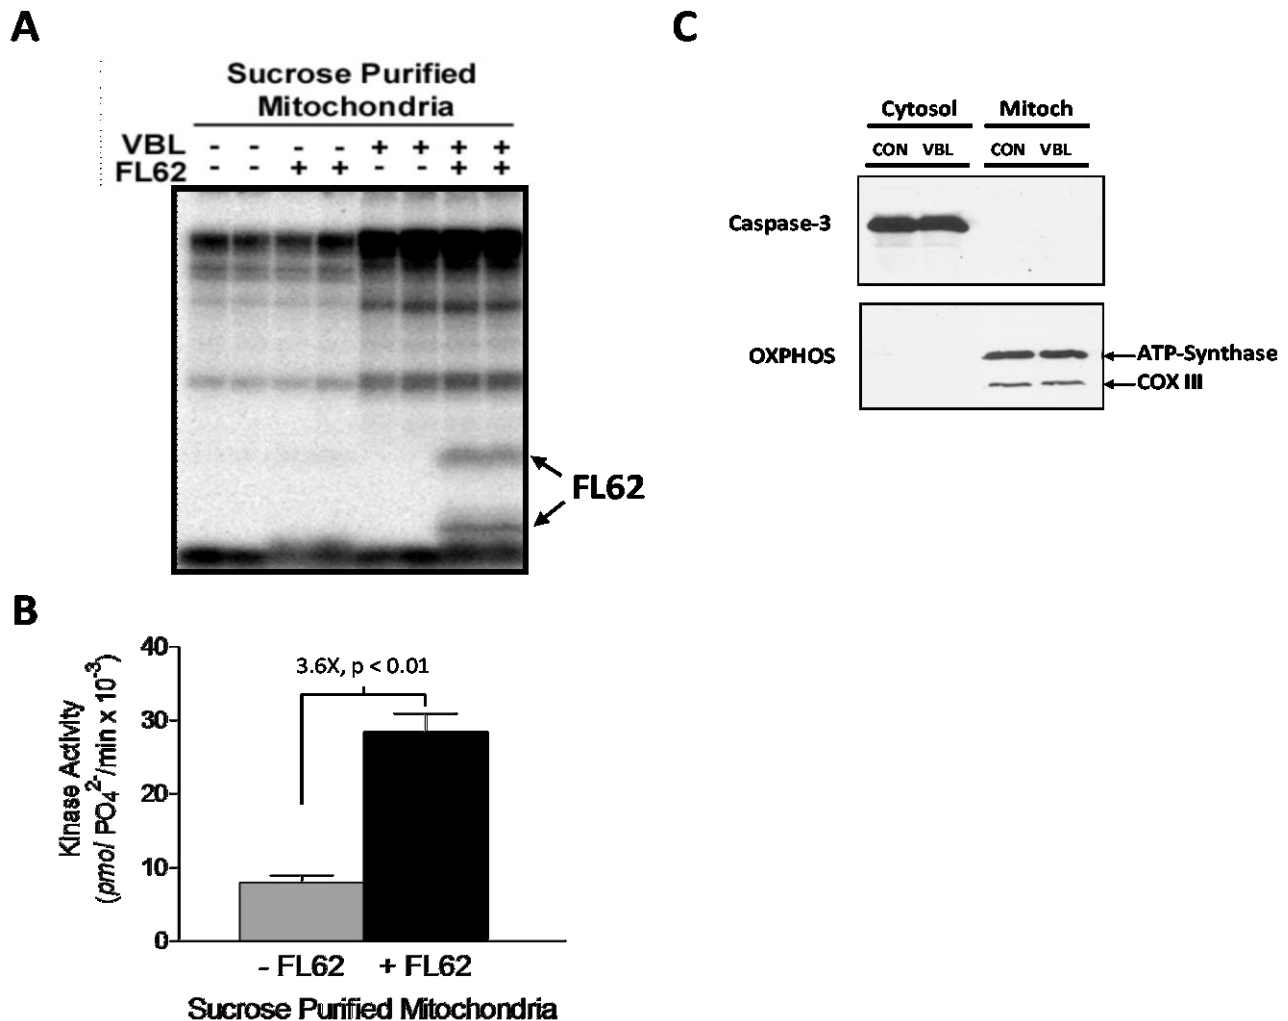 A
Sucrose Purified
Mitochondria
VBL - - - - + + + +
FL62 - - + + - - + +
FL62
B
40
30
20
10
0
Kinase Activity
(pmol PO₄²⁻/min x 10⁻³)
3.6X, p < 0.01
- FL62 + FL62
Sucrose Purified Mitochondria
C
Cytosol Mitoch
CON VBL CON VBL
Caspase-3
OXPHOS
ATP-Synthase
COX III